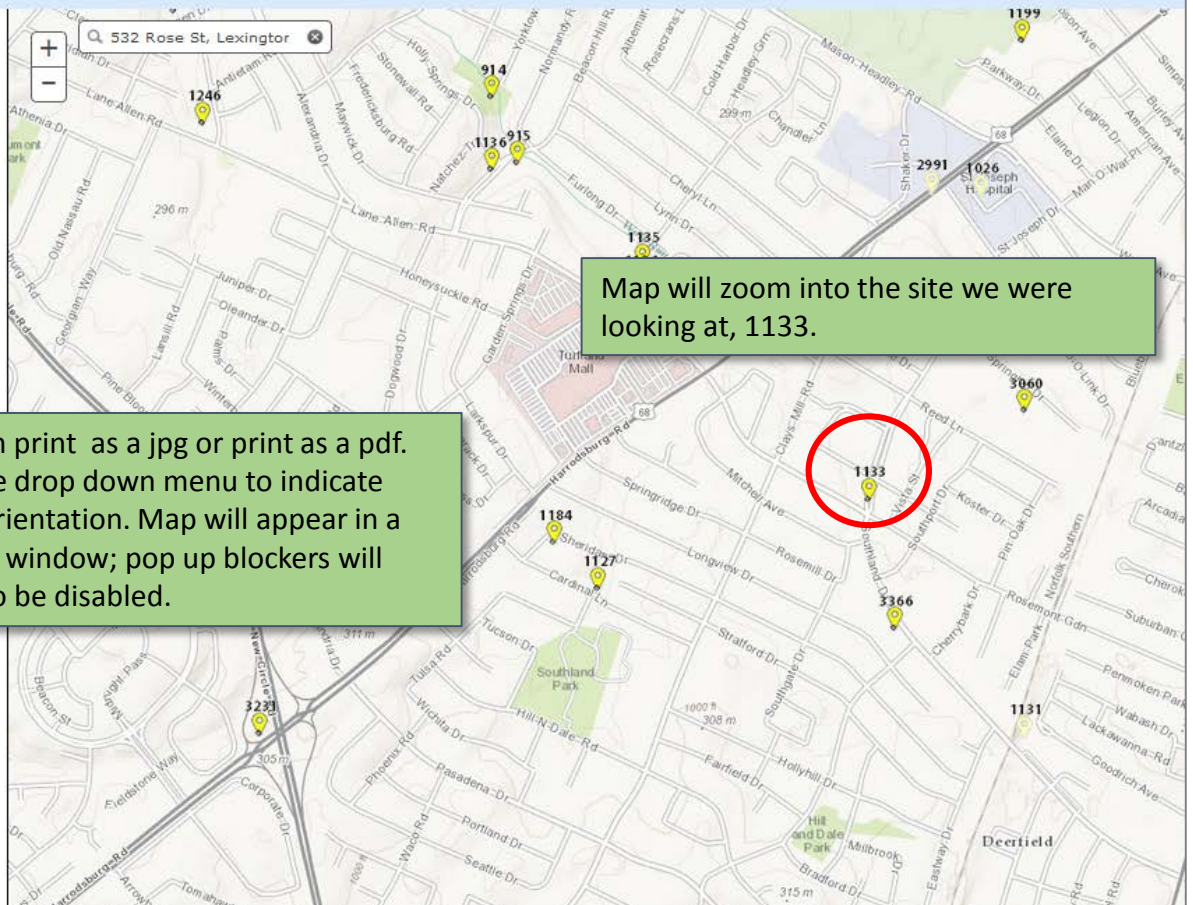 532 Rose St, Lexingtor
+
−
1199
914
1246
1136
915
299 m
68
2991
1026
St Joseph
Hospital
296 m
1135
Map will zoom into the site we were
looking at, 1133.
Mall
3060
68
n print as a jpg or print as a pdf.
e drop down menu to indicate
rientation. Map will appear in a
window; pop up blockers will
o be disabled.
1133
1184
1127
3366
311 m
Southland
Park
3231
1000 ft
308 m
1131
305 m
Hill
and Dale
Park
Deerfield
1000 ft
315 m
Mason-Headley-Rd
Parkway-Dr
Legion-Dr
American-Ave
Burley-Av
Elaine-Dr
Man-O-War-Pl
St-Joseph-Dr
Shaker-Dr
Chandler-Ln
Cold-Harbor-Dr
Headley-Grn
Rosecrans-L
Beacon-Hill-R
Normandy-R
Yorktow
Holly-Springs-Dr
Stonewall-Rd
Fredericksburg-Rd
Maywick-Dr
Alexandria-Dr
Antietam-R
Lane-Allen-Rd
Athenia-Dr
Natchez-T
Furlong-Dr
Cheryl-Ln
Lynn-Dr
Old-Nassau-Rd
Georgian-Way
Lansill-Rd
Juniper-Dr
Oleander-Dr
Palms-Dr
Dogwood-Dr
Lane-Allen-Rd
Honeysuckle-Rd
Garden-Springs-Dr
Larkspur-Dr
Harrodsburg-Rd
Clays-Mill-Rd
Mitchell-Ave
Springridge-Dr
Reed-Ln
Vista-St
Southport-Dr
Koster-Dr
Pin-Oak-Dr
Norfolk Southern
Arcadia
Cherok
Suburban-C
Rosemont-Gdn
Elam-Park
Penmoken Park
Wabash-Dr
Lackawanna-Rd
Goodrich-Ave
Sheridan-Dr
Cardinal-Ln
Longview-Dr
Rosemill-Dr
Southland-Dr
Cherrybark-Dr
Stratford-Dr
Southgate-Dr
Tucson-Dr
Tulsa-Rd
Wichita-Dr
Hill-N-Dale-Rd
Phoenix-Rd
Pasadena-Dr
Portland-Dr
Seattle-Dr
Waco-Rd
Fairfield-Dr
Hollyhill-Dr
Millbrook-Dr
Bradford-Dr
Eastway-Dr
New-Circle-Rd
Beacon-St
Wright-Pass
Fieldstone-Way
Corporate-Dr